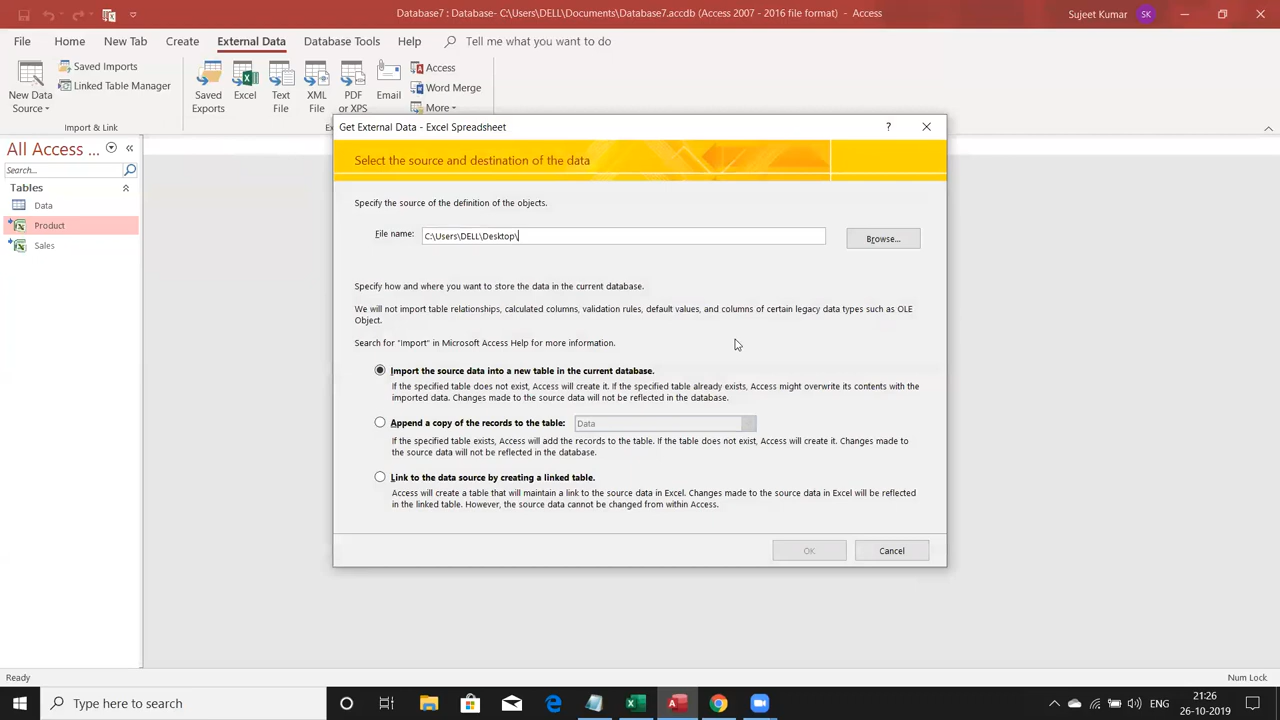 Database7 : Database- C:\Users\DELL\Documents\Database7.accdb (Access 2007 - 2016 file format) - Access
Sujeet Kumar SK
File Home New Tab Create External Data Database Tools Help Tell me what you want to do
New Data Source
Saved Imports
Linked Table Manager
Import & Link
Saved Exports
Excel
Text File
XML File
PDF or XPS
Email
Access
Word Merge
More
Ex
All Access ...
Search...
Tables
Data
Product
Sales
Get External Data - Excel Spreadsheet
?
Select the source and destination of the data
Specify the source of the definition of the objects.
File name: C:\Users\DELL\Desktop\
Browse...
Specify how and where you want to store the data in the current database.
We will not import table relationships, calculated columns, validation rules, default values, and columns of certain legacy data types such as OLE
Object.
Search for "Import" in Microsoft Access Help for more information.
Import the source data into a new table in the current database.
If the specified table does not exist, Access will create it. If the specified table already exists, Access might overwrite its contents with the
imported data. Changes made to the source data will not be reflected in the database.
Append a copy of the records to the table: Data
If the specified table exists, Access will add the records to the table. If the table does not exist, Access will create it. Changes made to
the source data will not be reflected in the database.
Link to the data source by creating a linked table.
Access will create a table that will maintain a link to the source data in Excel. Changes made to the source data in Excel will be reflected
in the linked table. However, the source data cannot be changed from within Access.
OK Cancel
Ready
Num Lock
Type here to search
ENG
21:26
26-10-2019